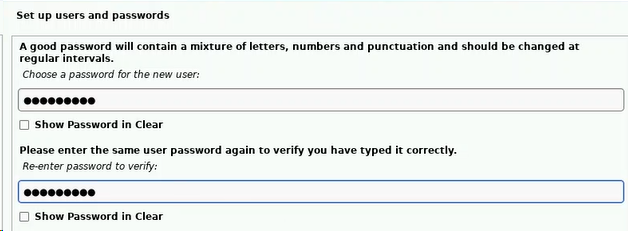 Set up users and passwords
A good password will contain a mixture of letters, numbers and punctuation and should be changed at
regular intervals.
Choose a password for the new user:
●●●●●●●●●
Show Password in Clear
Please enter the same user password again to verify you have typed it correctly.
Re-enter password to verify:
●●●●●●●●●
Show Password in Clear